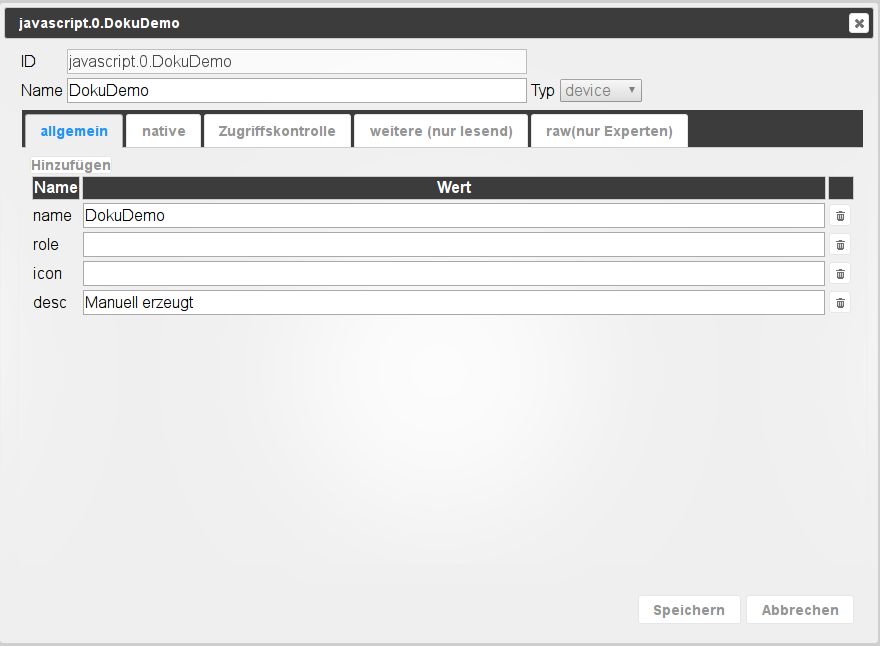 javascript.0.DokuDemo
ID javascript.0.DokuDemo
Name DokuDemo Typ device
allgemein native Zugriffskontrolle weitere (nur lesend) raw(nur Experten)
Hinzufügen
Name Wert
name DokuDemo
role
icon
desc Manuell erzeugt
Speichern Abbrechen